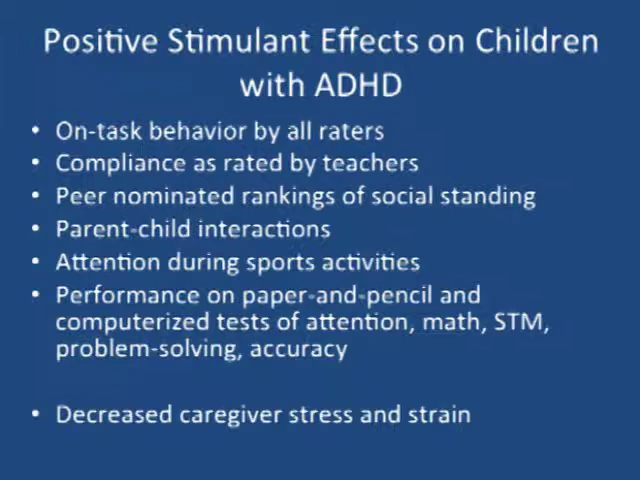 Positive Stimulant Effects on Children
with ADHD
• On-task behavior by all raters
• Compliance as rated by teachers
• Peer nominated rankings of social standing
• Parent-child interactions
• Attention during sports activities
• Performance on paper-and-pencil and
computerized tests of attention, math, STM,
problem-solving, accuracy
• Decreased caregiver stress and strain